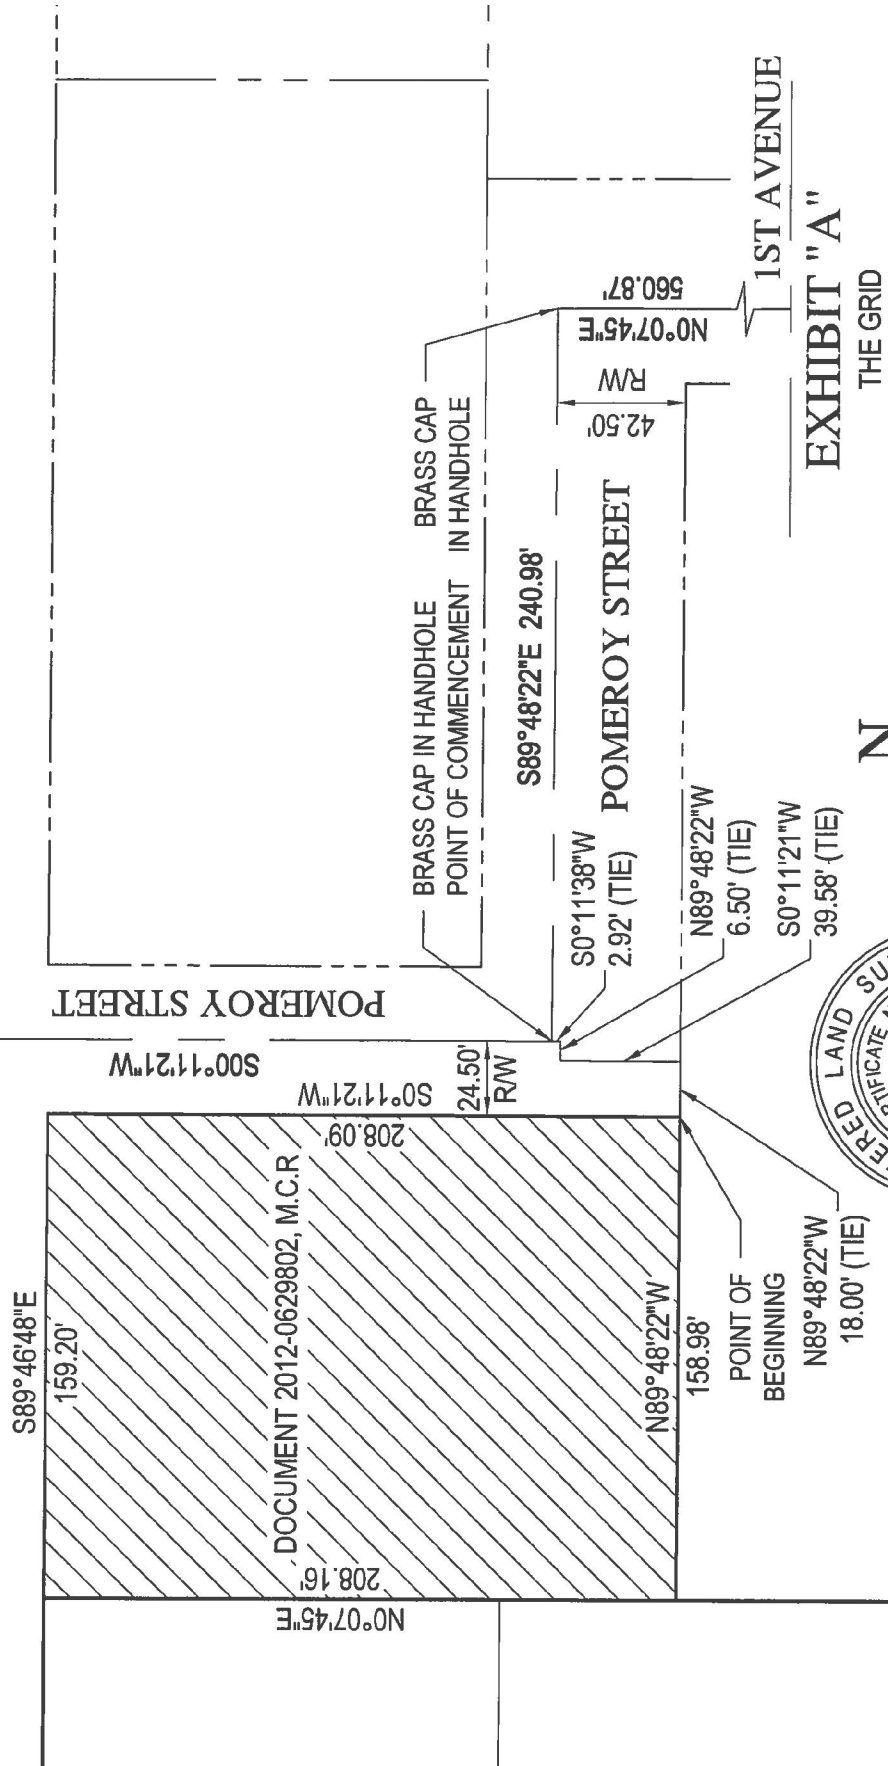 S89°46'48"E
159.20'
DOCUMENT 2012-0629802, M.C.R
208.16'
N0°07'45"E
208.09'
S0°11'21"W
S00°11'21"W
POMEROY STREET
24.50'
R/W
N89°48'22"W
158.98'
POINT OF
BEGINNING
N89°48'22"W
18.00' (TIE)
BRASS CAP IN HANDHOLE
POINT OF COMMENCEMENT
BRASS CAP
IN HANDHOLE
S89°48'22"E 240.98'
POMEROY STREET
S0°11'38"W
2.92' (TIE)
N89°48'22"W
6.50' (TIE)
S0°11'21"W
39.58' (TIE)
42.50'
R/W
N0°07'45"E
560.87'
1ST AVENUE
EXHIBIT "A"
THE GRID
N
LAND